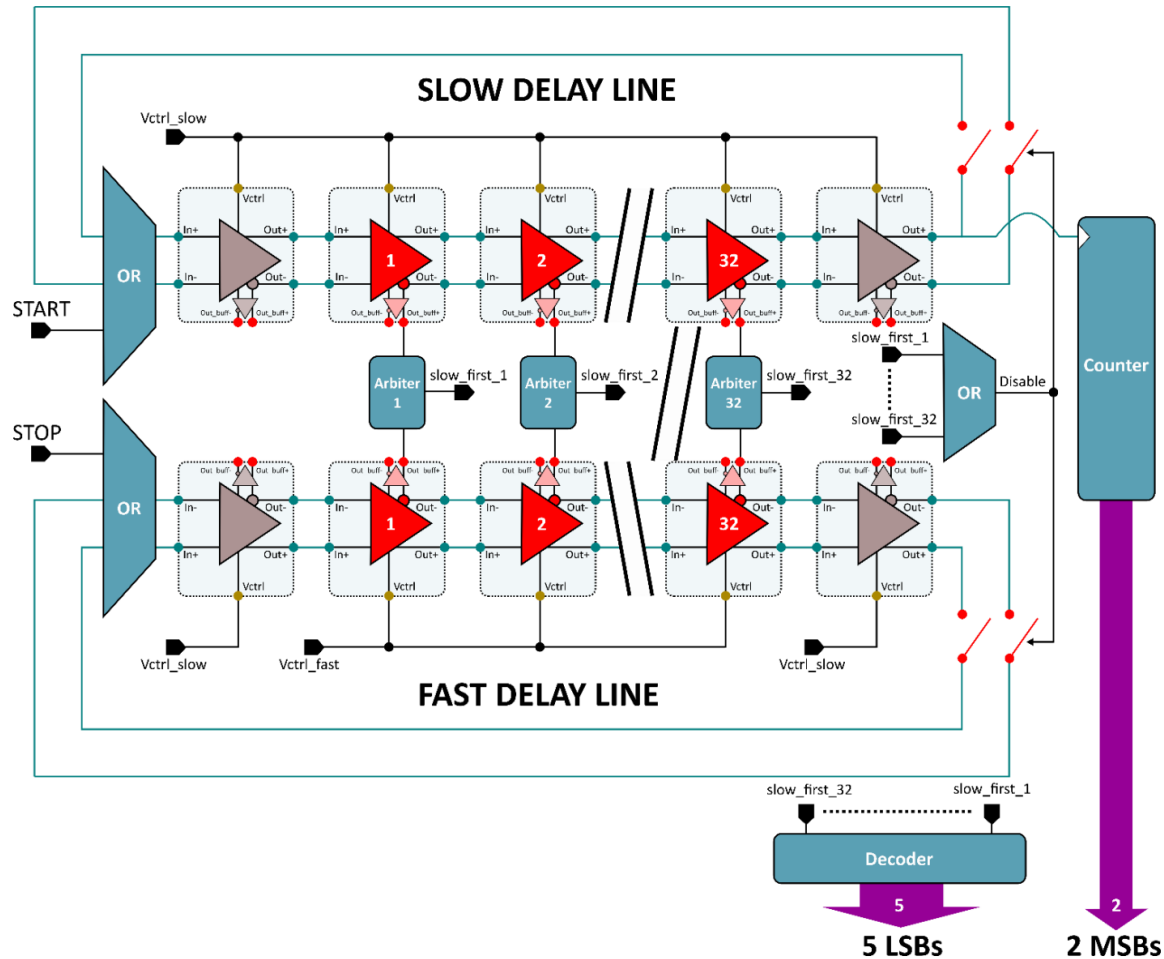 SLOW DELAY LINE
Vctrl_slow
Vctrl Vctrl Vctrl Vctrl Vctrl
In+ Out+ In+ Out+ In+ Out+ In+ Out+ In+ Out+
OR
1 2 32
In- Out- In- Out- In- Out- In- Out- In- Out-
START
Out_buff- Out_buff+ Out_buff- Out_buff+ Out_buff- Out_buff+ Out_buff- Out_buff+ Out_buff- Out_buff+
slow_first_1
Arbiter
1
slow_first_1
Arbiter
2
slow_first_2
Arbiter
32
slow_first_32
OR
Disable
slow_first_32
Counter
STOP
Out_buff- Out_buff+ Out_buff- Out_buff+ Out_buff- Out_buff+ Out_buff- Out_buff+ Out_buff- Out_buff+
OR
In- Out- In- Out- In- Out- In- Out- In- Out-
1 2 32
In+ Out+ In+ Out+ In+ Out+ In+ Out+ In+ Out+
Vctrl Vctrl Vctrl Vctrl Vctrl
Vctrl_slow Vctrl_fast Vctrl_slow
FAST DELAY LINE
slow_first_32 slow_first_1
Decoder
5
2
5 LSBs
2 MSBs